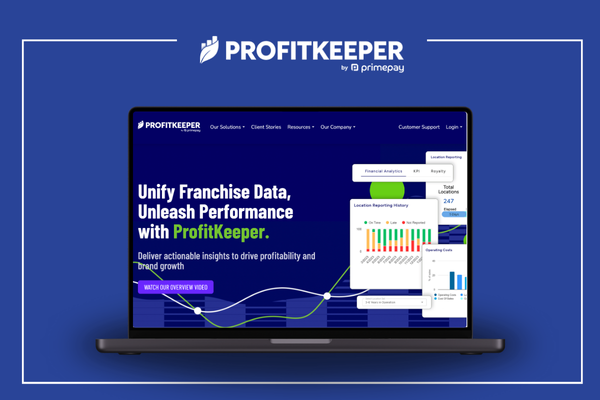 PROFITKEEPER
by primepay
PROFITKEEPER
Our Solutions
Client Stories
Resources
Our Company
Customer Support
Login
Unify Franchise Data,
Unleash Performance
with ProfitKeeper.
Deliver actionable insights to drive profitability and
brand growth
WATCH OUR OVERVIEW VIDEO
Financial Analytics
KPI
Royalty
Location Reporting
Total
Locations
247
Location Reporting History
On Time
Late
Not Reported
Operating Costs